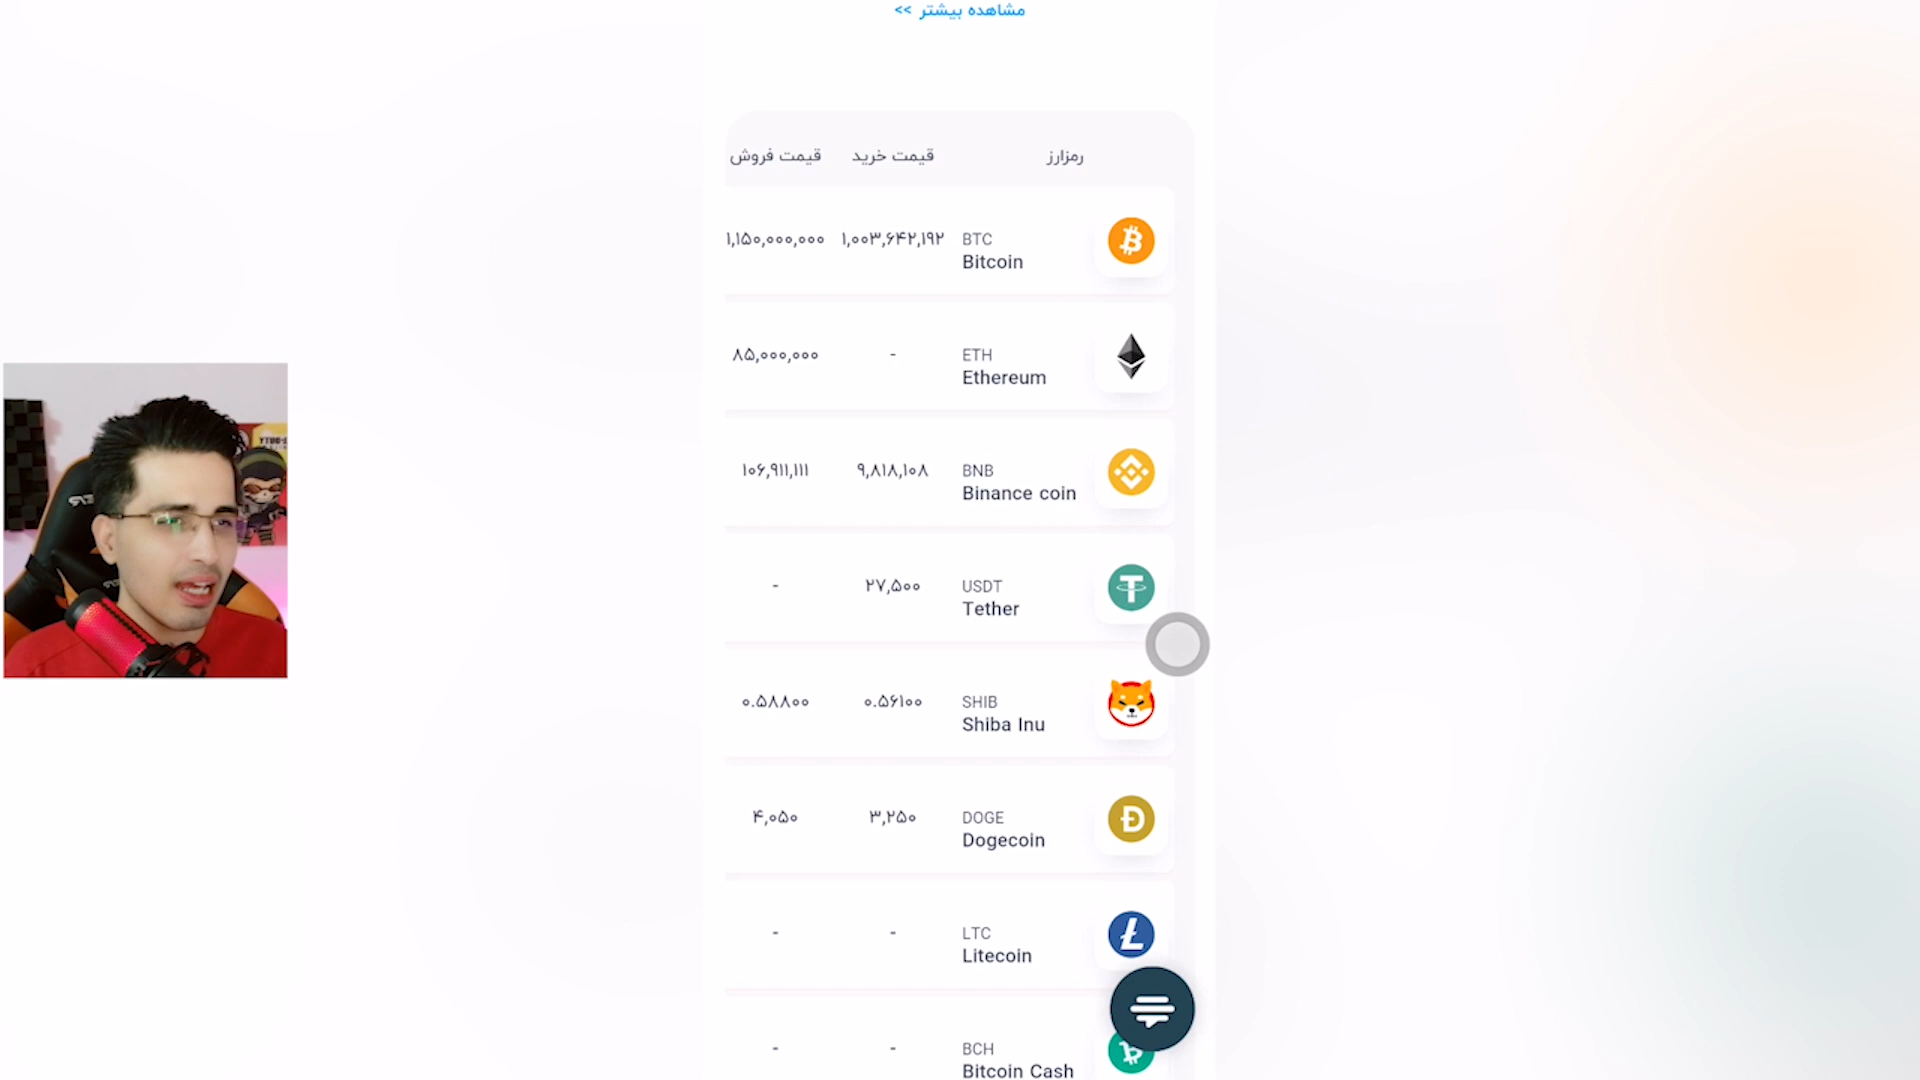 مشاهده بیشتر >>
رمزارز قیمت خرید قیمت فروش
BTC ۱,۰۰۳,۶۴۲,۱۹۲ ۱,۱۵۰,۰۰۰,۰۰۰
Bitcoin
ETH - ۸۵,۰۰۰,۰۰۰
Ethereum
BNB ۹,۸۱۸,۱۰۸ ۱۰۶,۹۱۱,۱۱۱
Binance coin
USDT ۲۷,۵۰۰ -
Tether
SHIB ۰.۵۶۱۰۰ ۰.۵۸۸۰۰
Shiba Inu
DOGE ۳,۲۵۰ ۴,۰۵۰
Dogecoin
LTC - -
Litecoin
BCH - -
Bitcoin Cash